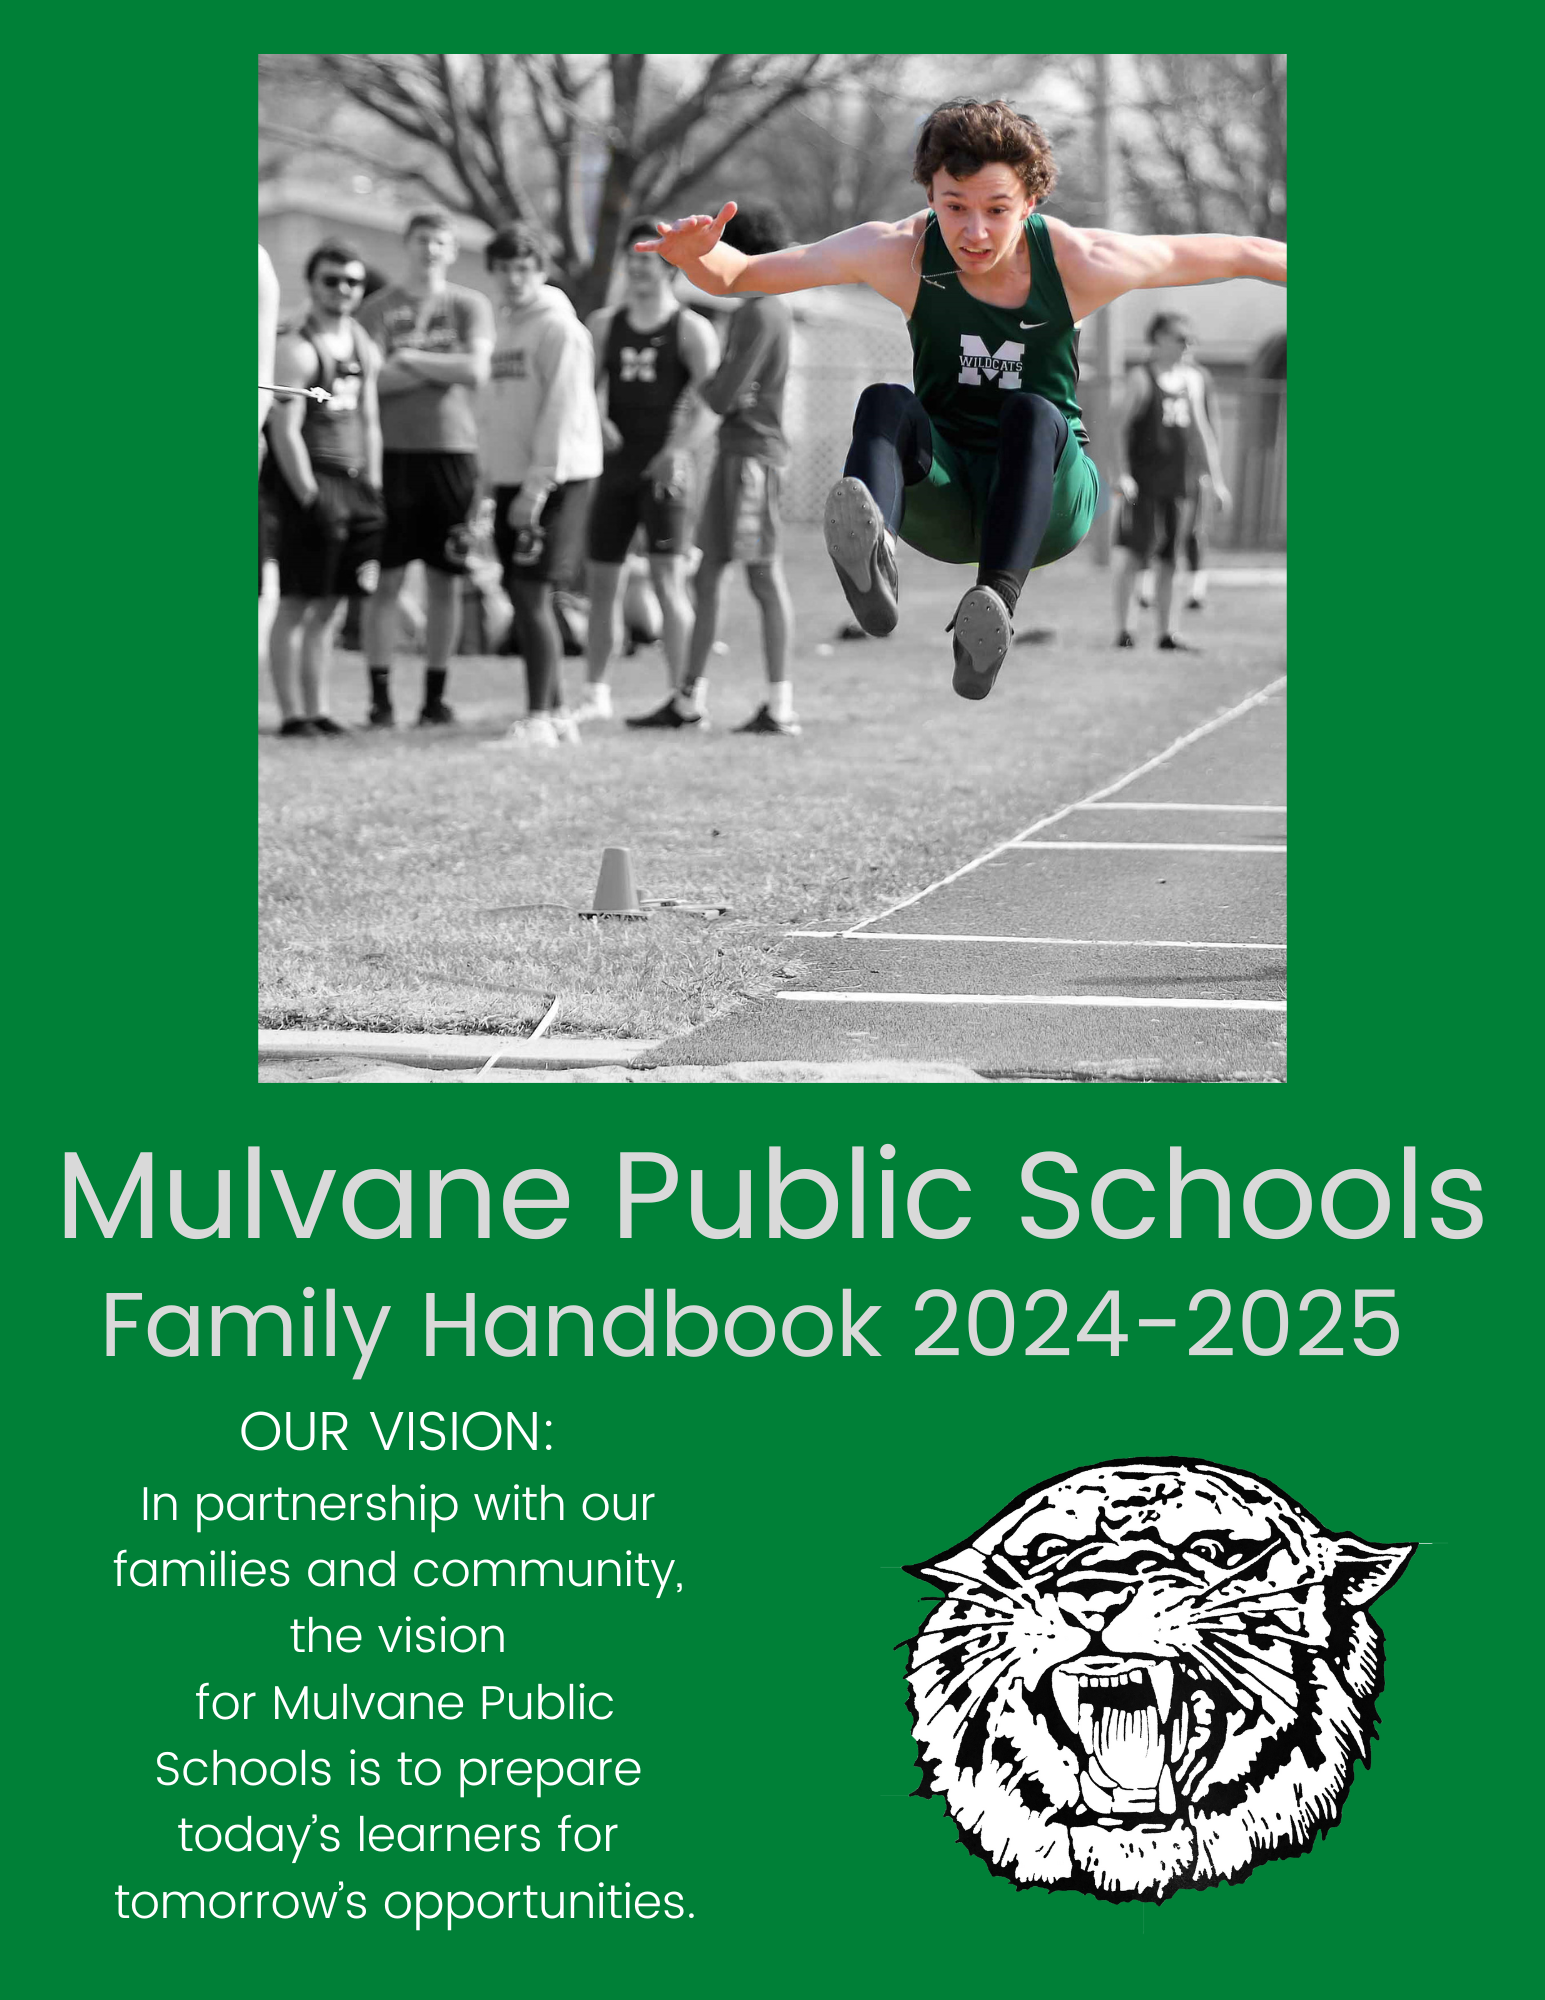 M
WILDCATS
M
M
Mulvane Public Schools
Family Handbook 2024-2025
OUR VISION:
In partnership with our
families and community,
the vision
for Mulvane Public
Schools is to prepare
today’s learners for
tomorrow’s opportunities.